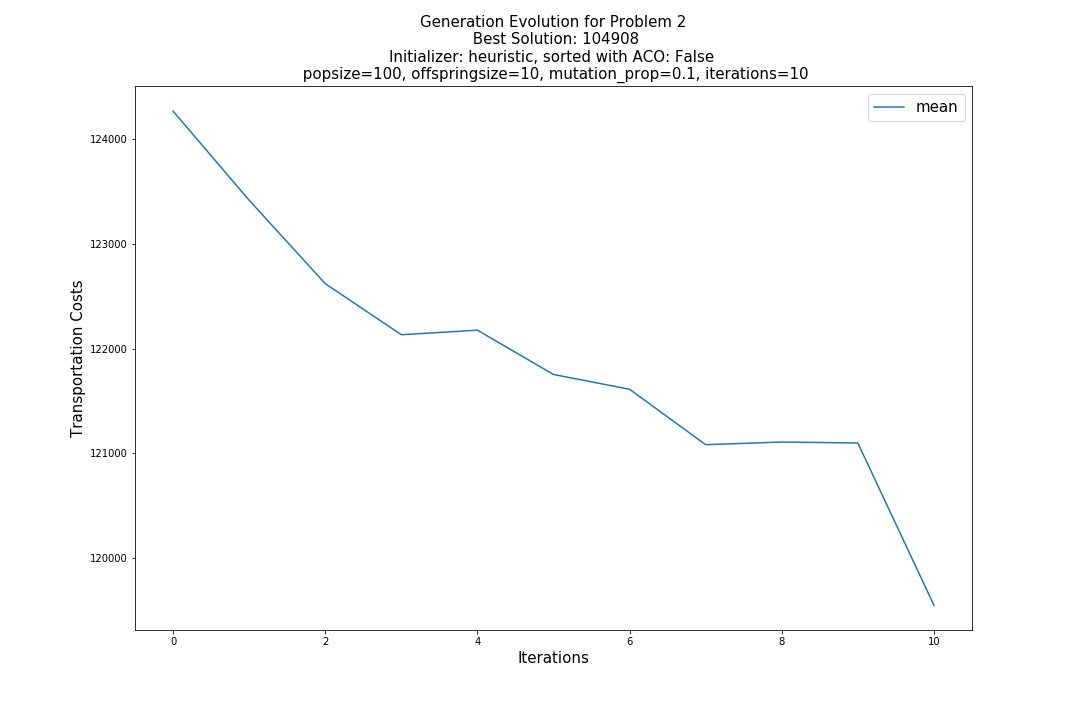 Generation Evolution for Problem 2
Best Solution: 104908
Initializer: heuristic, sorted with ACO: False
popsize=100, offspringsize=10, mutation_prop=0.1, iterations=10
mean
124000
123000
122000
121000
120000
Transportation Costs
0 2 4 6 8 10
Iterations